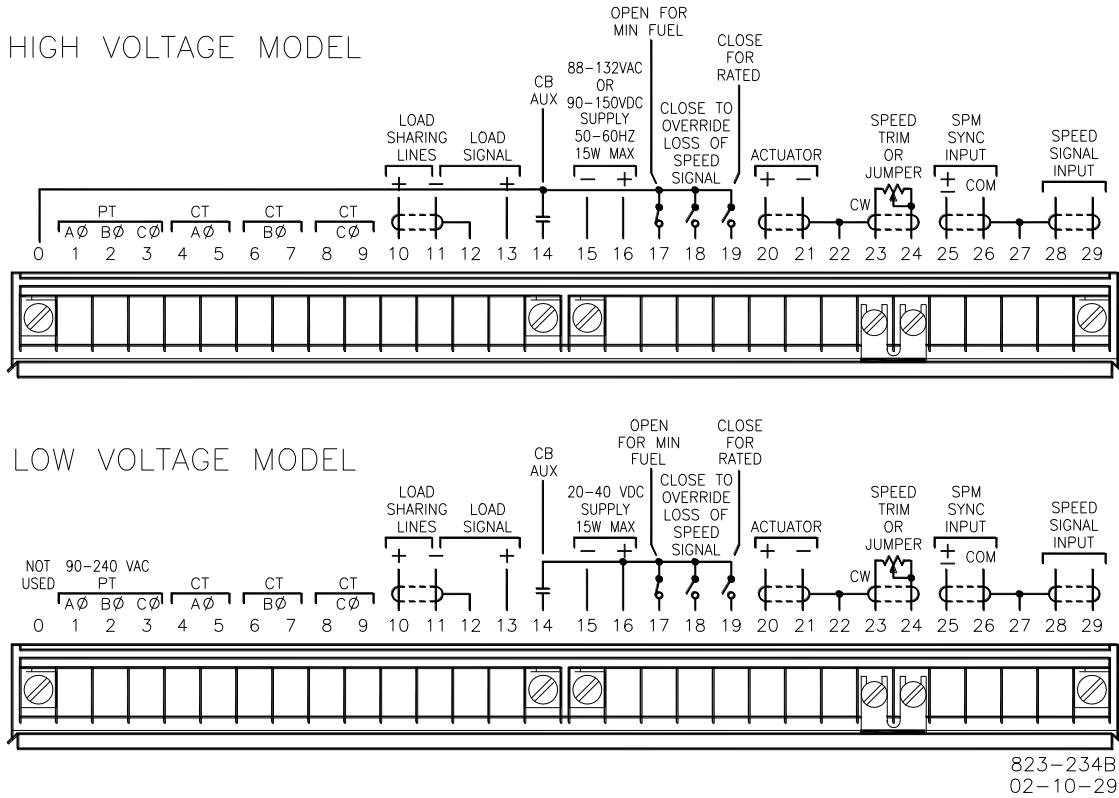 HIGH VOLTAGE MODEL
OPEN FOR
MIN FUEL
CLOSE
FOR
RATED
CB
AUX
88-132VAC
OR
90-150VDC
SUPPLY
50-60HZ
15W MAX
CLOSE TO
OVERRIDE
LOSS OF
SPEED
SIGNAL
LOAD
SHARING
LINES
LOAD
SIGNAL
ACTUATOR
SPEED
TRIM
OR
JUMPER
SPM
SYNC
INPUT
SPEED
SIGNAL
INPUT
+ − + − + + − ± COM
CW
PT CT CT CT
AØ BØ CØ AØ BØ CØ
0 1 2 3 4 5 6 7 8 9 10 11 12 13 14 15 16 17 18 19 20 21 22 23 24 25 26 27 28 29
LOW VOLTAGE MODEL
OPEN
FOR MIN
FUEL
CLOSE
FOR
RATED
CB
AUX
20-40 VDC
SUPPLY
15W MAX
CLOSE TO
OVERRIDE
LOSS OF
SPEED
SIGNAL
LOAD
SHARING
LINES
LOAD
SIGNAL
ACTUATOR
SPEED
TRIM
OR
JUMPER
SPM
SYNC
INPUT
SPEED
SIGNAL
INPUT
+ − + − + + − ± COM
CW
NOT
USED
90-240 VAC
PT CT CT CT
AØ BØ CØ AØ BØ CØ
0 1 2 3 4 5 6 7 8 9 10 11 12 13 14 15 16 17 18 19 20 21 22 23 24 25 26 27 28 29
823-234B
02-10-29